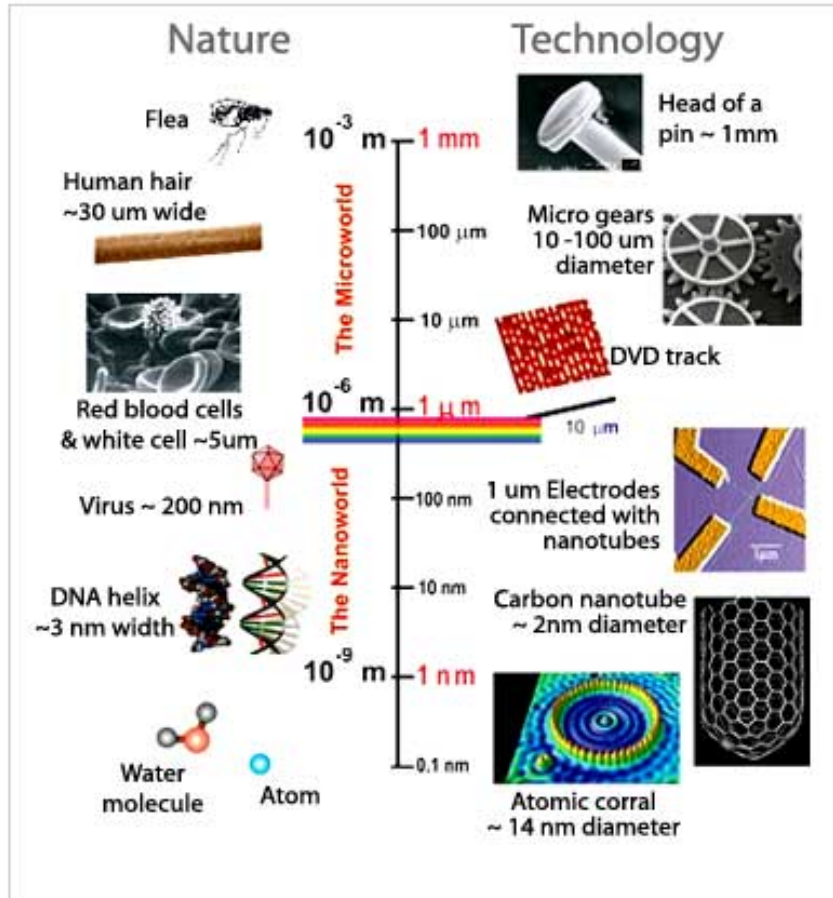 Nature
Technology
Flea
10-3 m
1 mm
Head of a
pin ~ 1mm
Human hair
~30 um wide
The Microworld
100 μm
Micro gears
10 -100 um
diameter
10 μm
DVD track
Red blood cells
& white cell ~5um
10-6 m
1 μm
10 μm
Virus ~ 200 nm
The Nanoworld
100 nm
1 um Electrodes
connected with
nanotubes
1μm
DNA helix
~3 nm width
10 nm
Carbon nanotube
~ 2nm diameter
10-9 m
1 nm
Water
molecule
Atom
0.1 nm
Atomic corral
~ 14 nm diameter